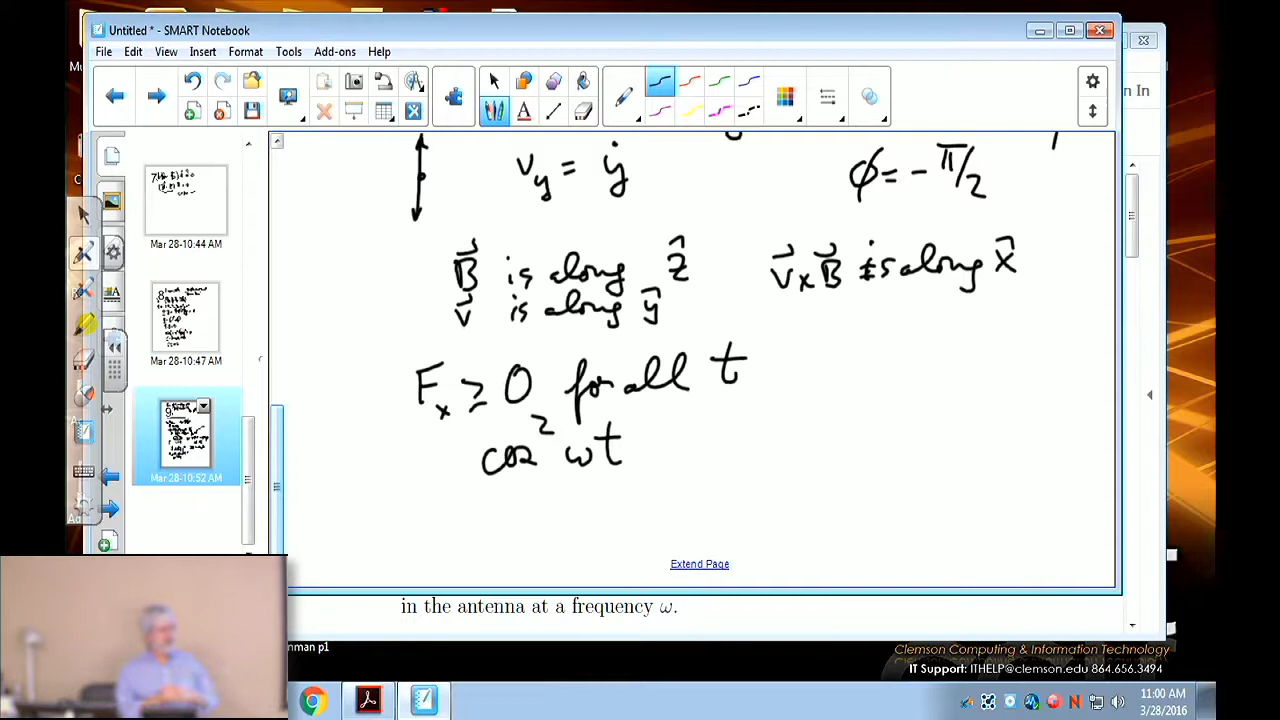 Untitled * - SMART Notebook
File Edit View Insert Format Tools Add-ons Help
n In
v_y = ẏ
φ = - π/2
Mar 28-10:44 AM
B⃗ is along ẑ
v⃗ × B⃗ is along x̂
v⃗ is along ŷ
Mar 28-10:47 AM
F_x ≥ 0 for all t
cos² ωt
Mar 28-10:52 AM
Extend Page
in the antenna at a frequency ω.
nman p1
Clemson Computing & Information Technology
IT Support: ITHELP@clemson.edu 864.656.3494
11:00 AM
3/28/2016